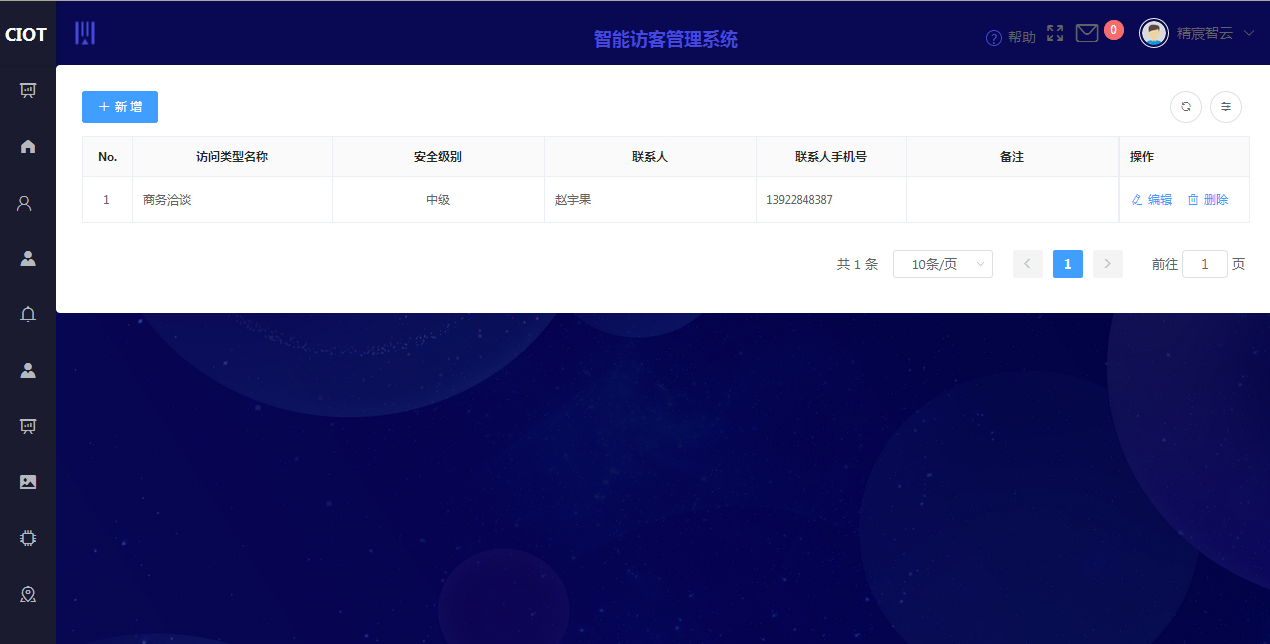 CIOT
智能访客管理系统
帮助
0
精宸智云
新增
No. 访问类型名称 安全级别 联系人 联系人手机号 备注 操作
1 商务洽谈 中级 赵宇果 13922848387 编辑 删除
共 1 条 10条/页 1 前往 1 页